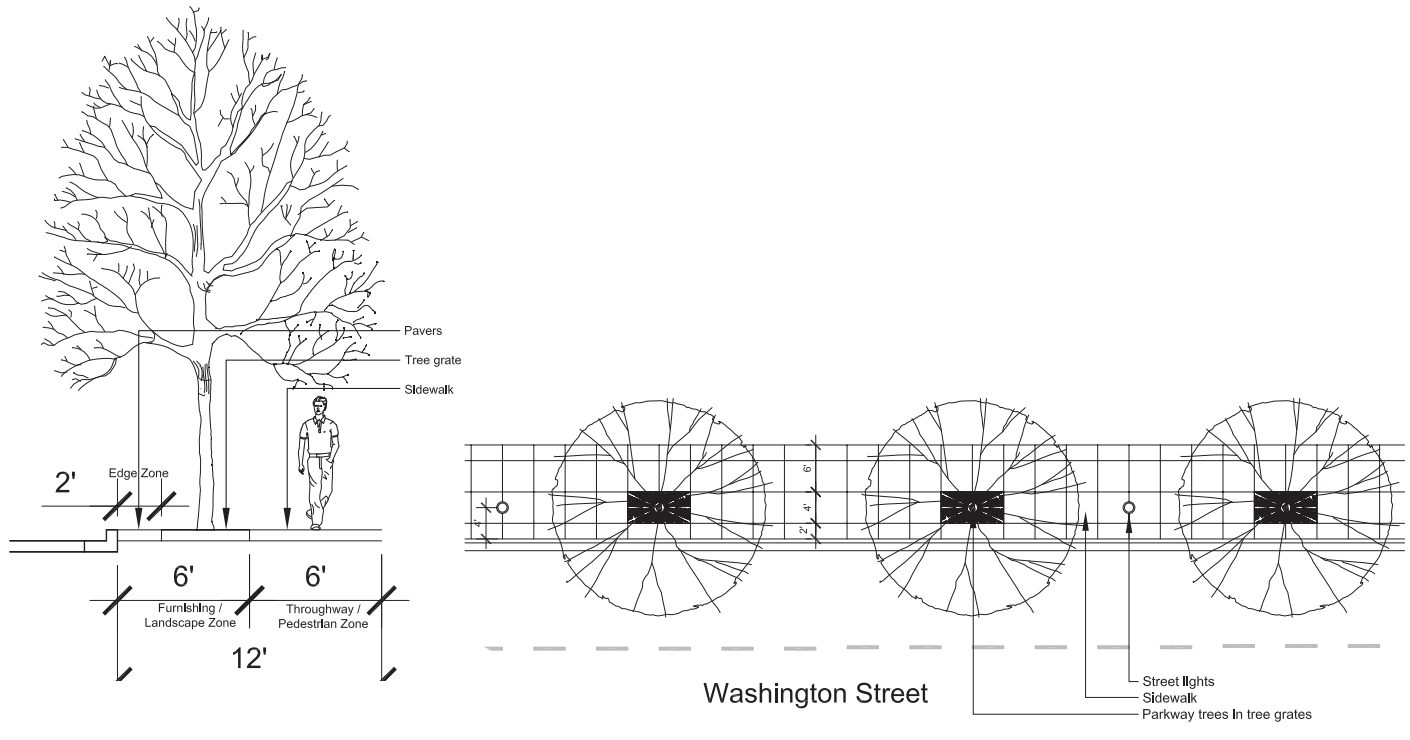 Pavers
Tree grate
Sidewalk
2'
Edge Zone
6'
6'
Furnishing /
Landscape Zone
Throughway /
Pedestrian Zone
12'
4'
6'
4'
2'
Washington Street
Street lights
Sidewalk
Parkway trees in tree grates